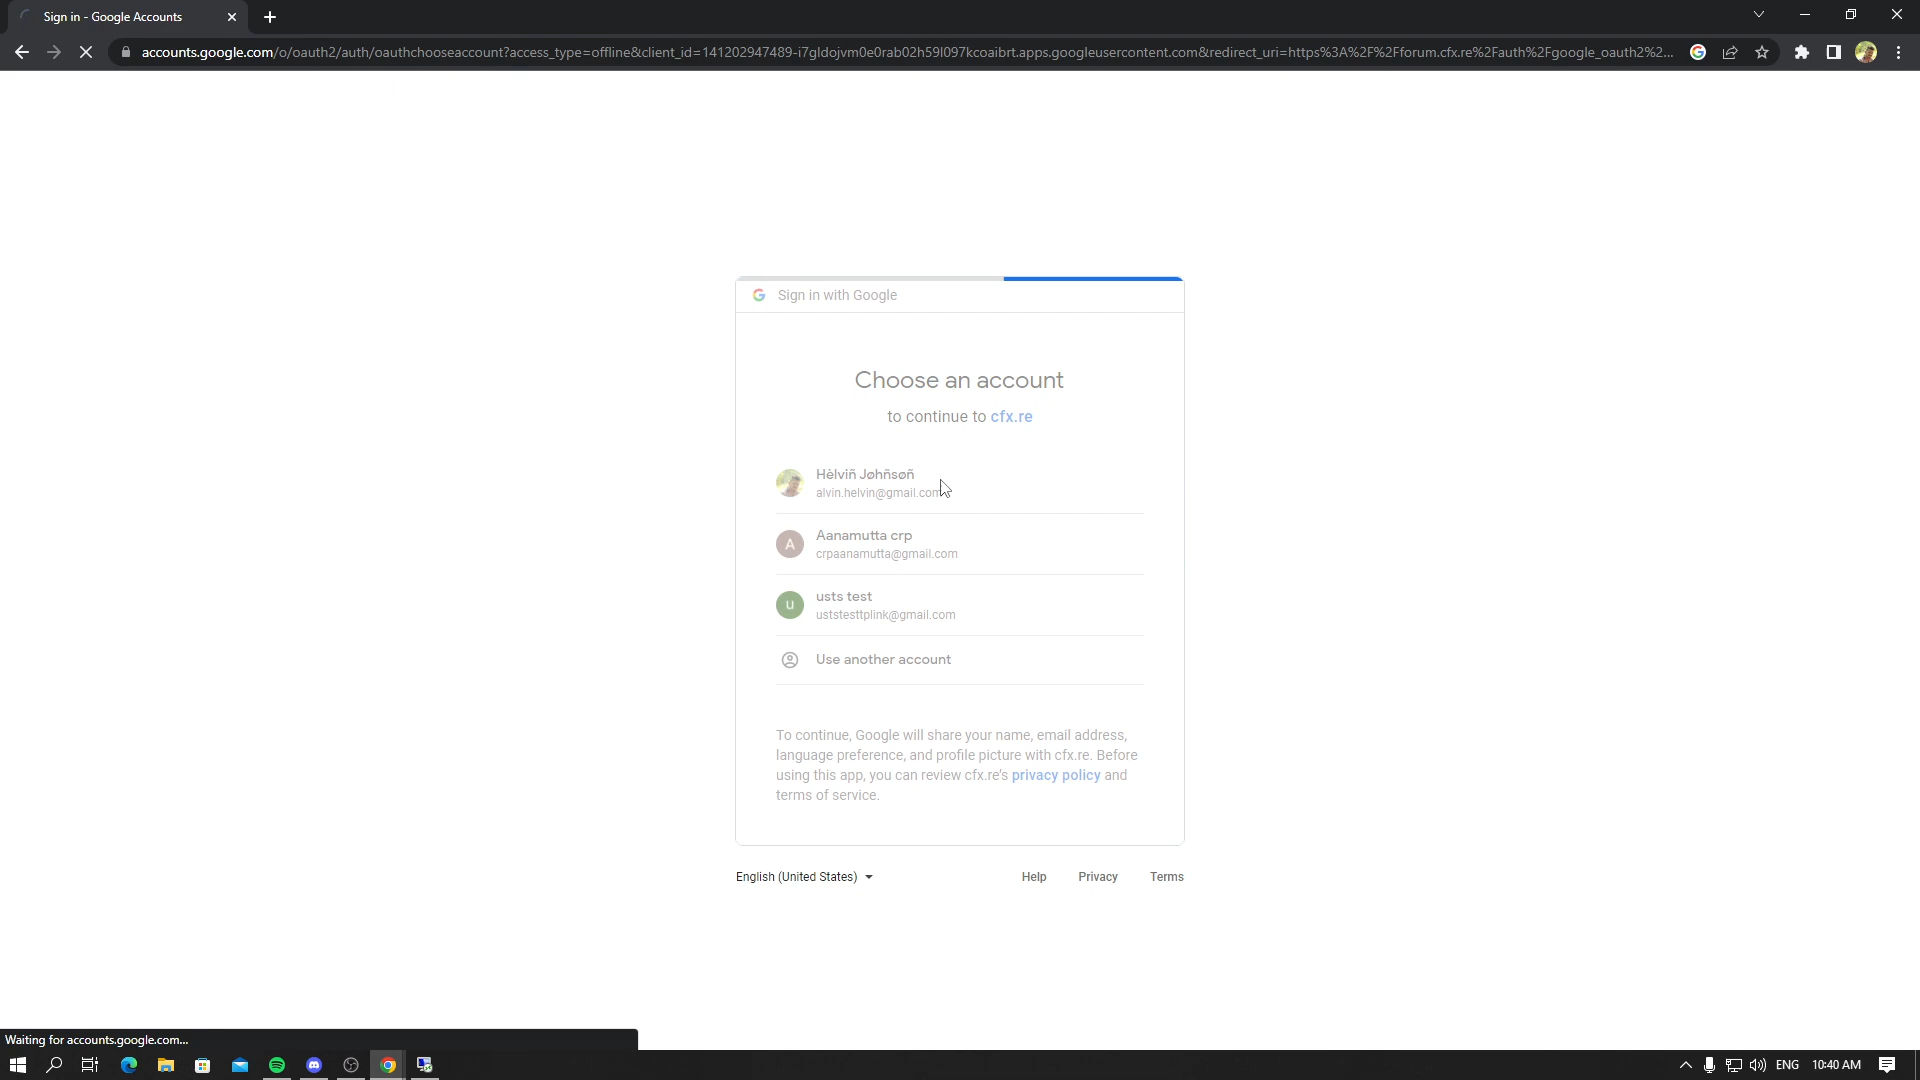 Sign in - Google Accounts
accounts.google.com/o/oauth2/auth/oauthchooseaccount?access_type=offline&client_id=141202947489-i7gldojvm0e0rab02h59l097kcoaibrt.apps.googleusercontent.com&redirect_uri=https%3A%2F%2Fforum.cfx.re%2Fauth%2Fgoogle_oauth2%2...
Sign in with Google
Choose an account
to continue to cfx.re
Hèlviñ Jøhñsøñ
alvin.helvin@gmail.com
A
Aanamutta crp
crpaanamutta@gmail.com
u
usts test
uststesttplink@gmail.com
Use another account
To continue, Google will share your name, email address,
language preference, and profile picture with cfx.re. Before
using this app, you can review cfx.re's privacy policy and
terms of service.
English (United States)
Help
Privacy
Terms
Waiting for accounts.google.com...
ENG
10:40 AM